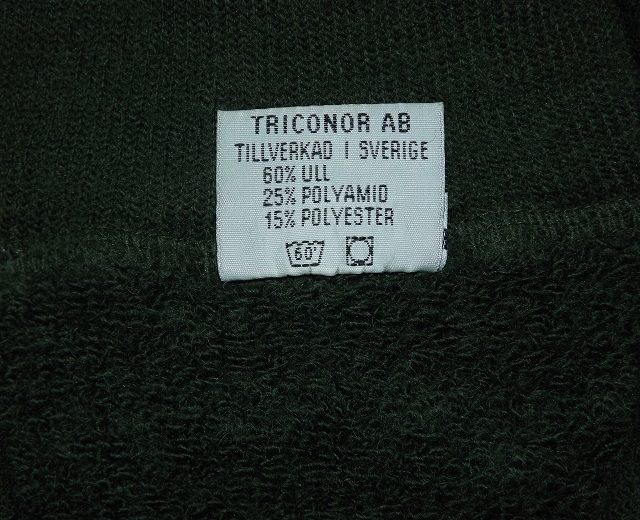 TRICONOR AB
TILLVERKAD I SVERIGE
60% ULL
25% POLYAMID
15% POLYESTER
60°